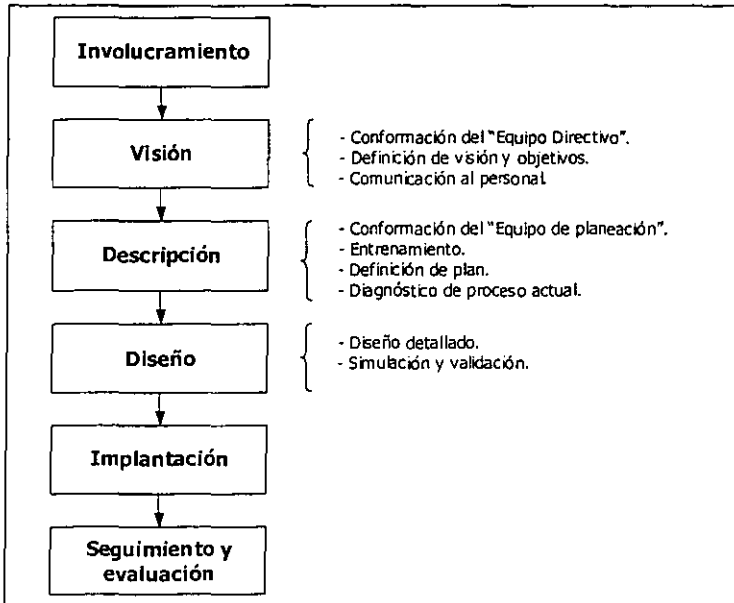 Involucramiento
Visión
- Conformación del "Equipo Directivo".
- Definición de visión y objetivos.
- Comunicación al personal.
Descripción
- Conformación del "Equipo de planeación".
- Entrenamiento.
- Definición de plan.
- Diagnóstico de proceso actual.
Diseño
- Diseño detallado.
- Simulación y validación.
Implantación
Seguimiento y
evaluación